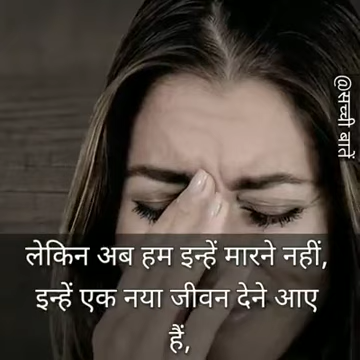 @सच्ची बातें
लेकिन अब हम इन्हें मारने नहीं,
इन्हें एक नया जीवन देने आए
हैं,